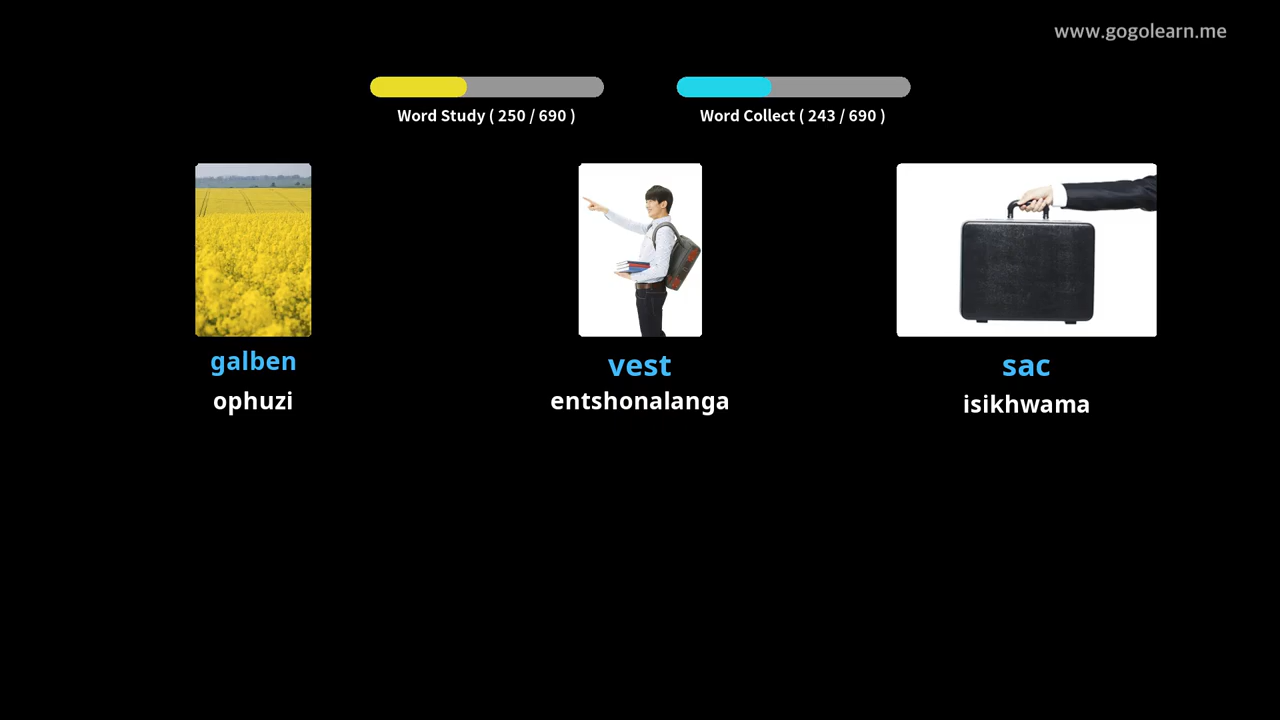 www.gogolearn.me
Word Study ( 250 / 690 )
Word Collect ( 243 / 690 )
galben
ophuzi
vest
entshonalanga
sac
isikhwama